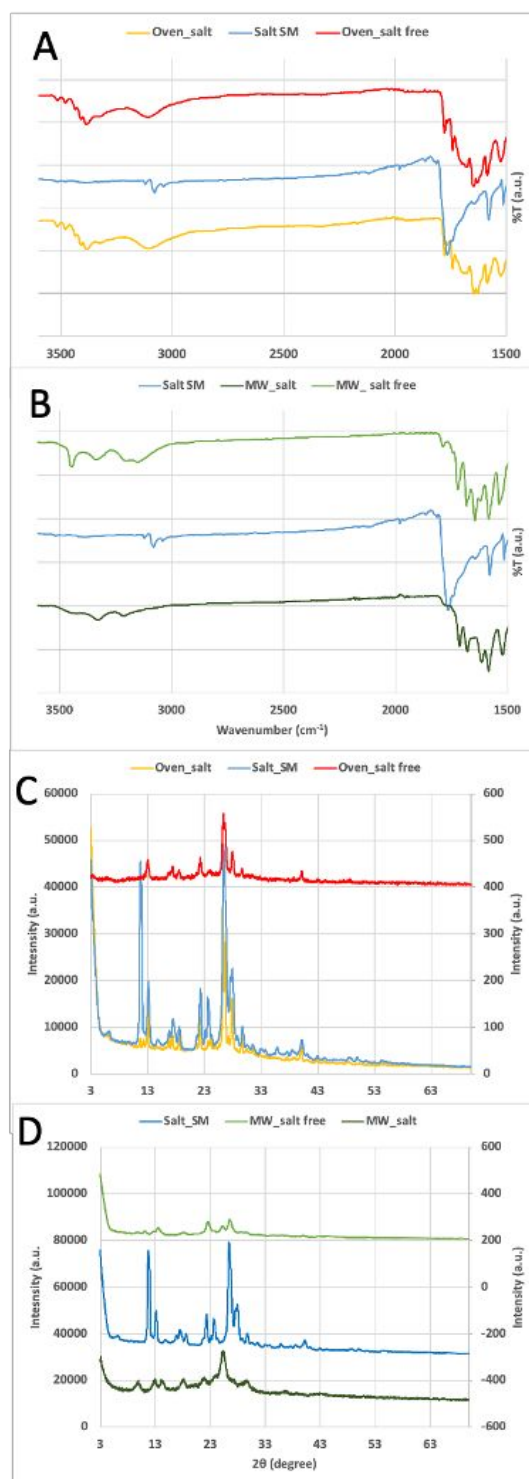 A
Oven_salt Salt SM Oven_salt free
%T (a.u.)
3500 3000 2500 2000 1500
B
Salt SM MW_salt MW_ salt free
%T (a.u.)
3500 3000 2500 2000 1500
Wavenumber (cm⁻¹)
C
Oven_salt Salt_SM Oven_salt free
60000 600
50000 500
40000 400
30000 300
20000 200
10000 100
0 0
Intesnsity (a.u.
Intensity (a.u.)
3 13 23 33 43 53 63
D
Salt_SM MW_salt free MW_salt
120000 600
100000 400
80000 200
60000 0
40000 -200
20000 -400
0 -600
Intesnsity (a.u.
Intensity (a.u.)
3 13 23 33 43 53 63
2θ (degree)